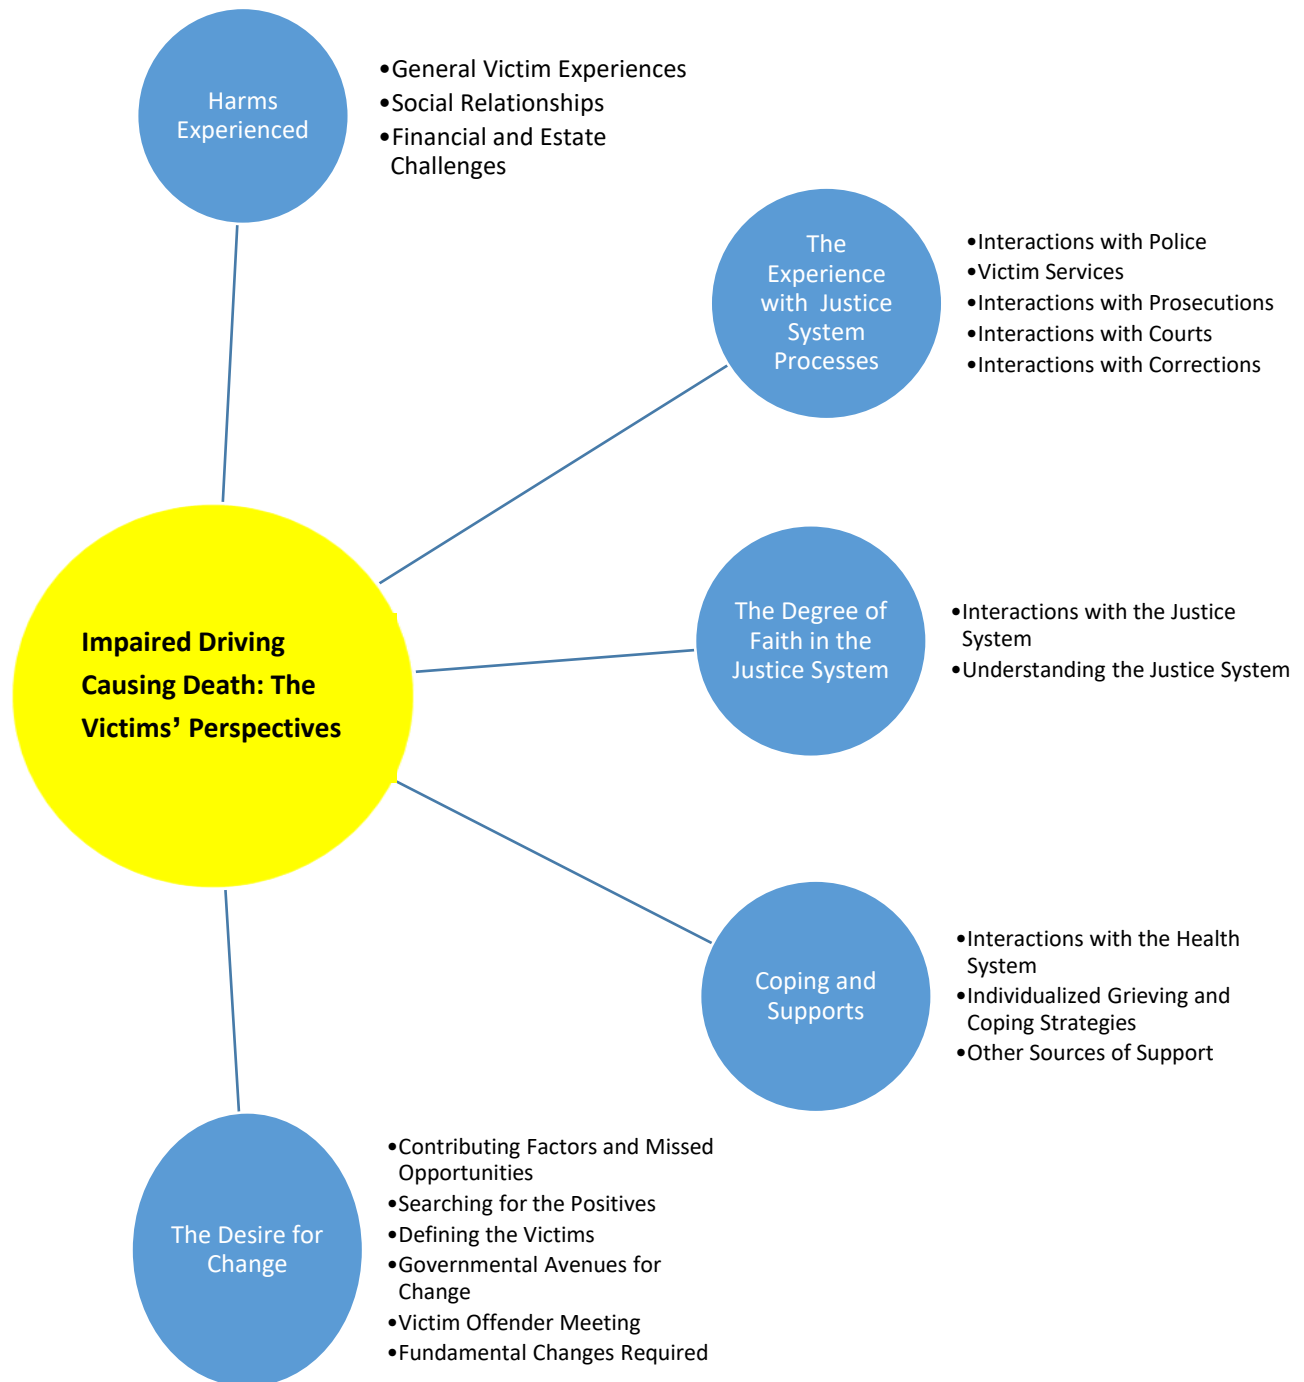 Harms
Experienced
•General Victim Experiences
•Social Relationships
•Financial and Estate
Challenges
The
Experience
with Justice
System
Processes
•Interactions with Police
•Victim Services
•Interactions with Prosecutions
•Interactions with Courts
•Interactions with Corrections
Impaired Driving
Causing Death: The
Victims’ Perspectives
The Degree of
Faith in the
Justice System
•Interactions with the Justice
System
•Understanding the Justice System
Coping and
Supports
•Interactions with the Health
System
•Individualized Grieving and
Coping Strategies
•Other Sources of Support
The Desire for
Change
•Contributing Factors and Missed
Opportunities
•Searching for the Positives
•Defining the Victims
•Governmental Avenues for
Change
•Victim Offender Meeting
•Fundamental Changes Required